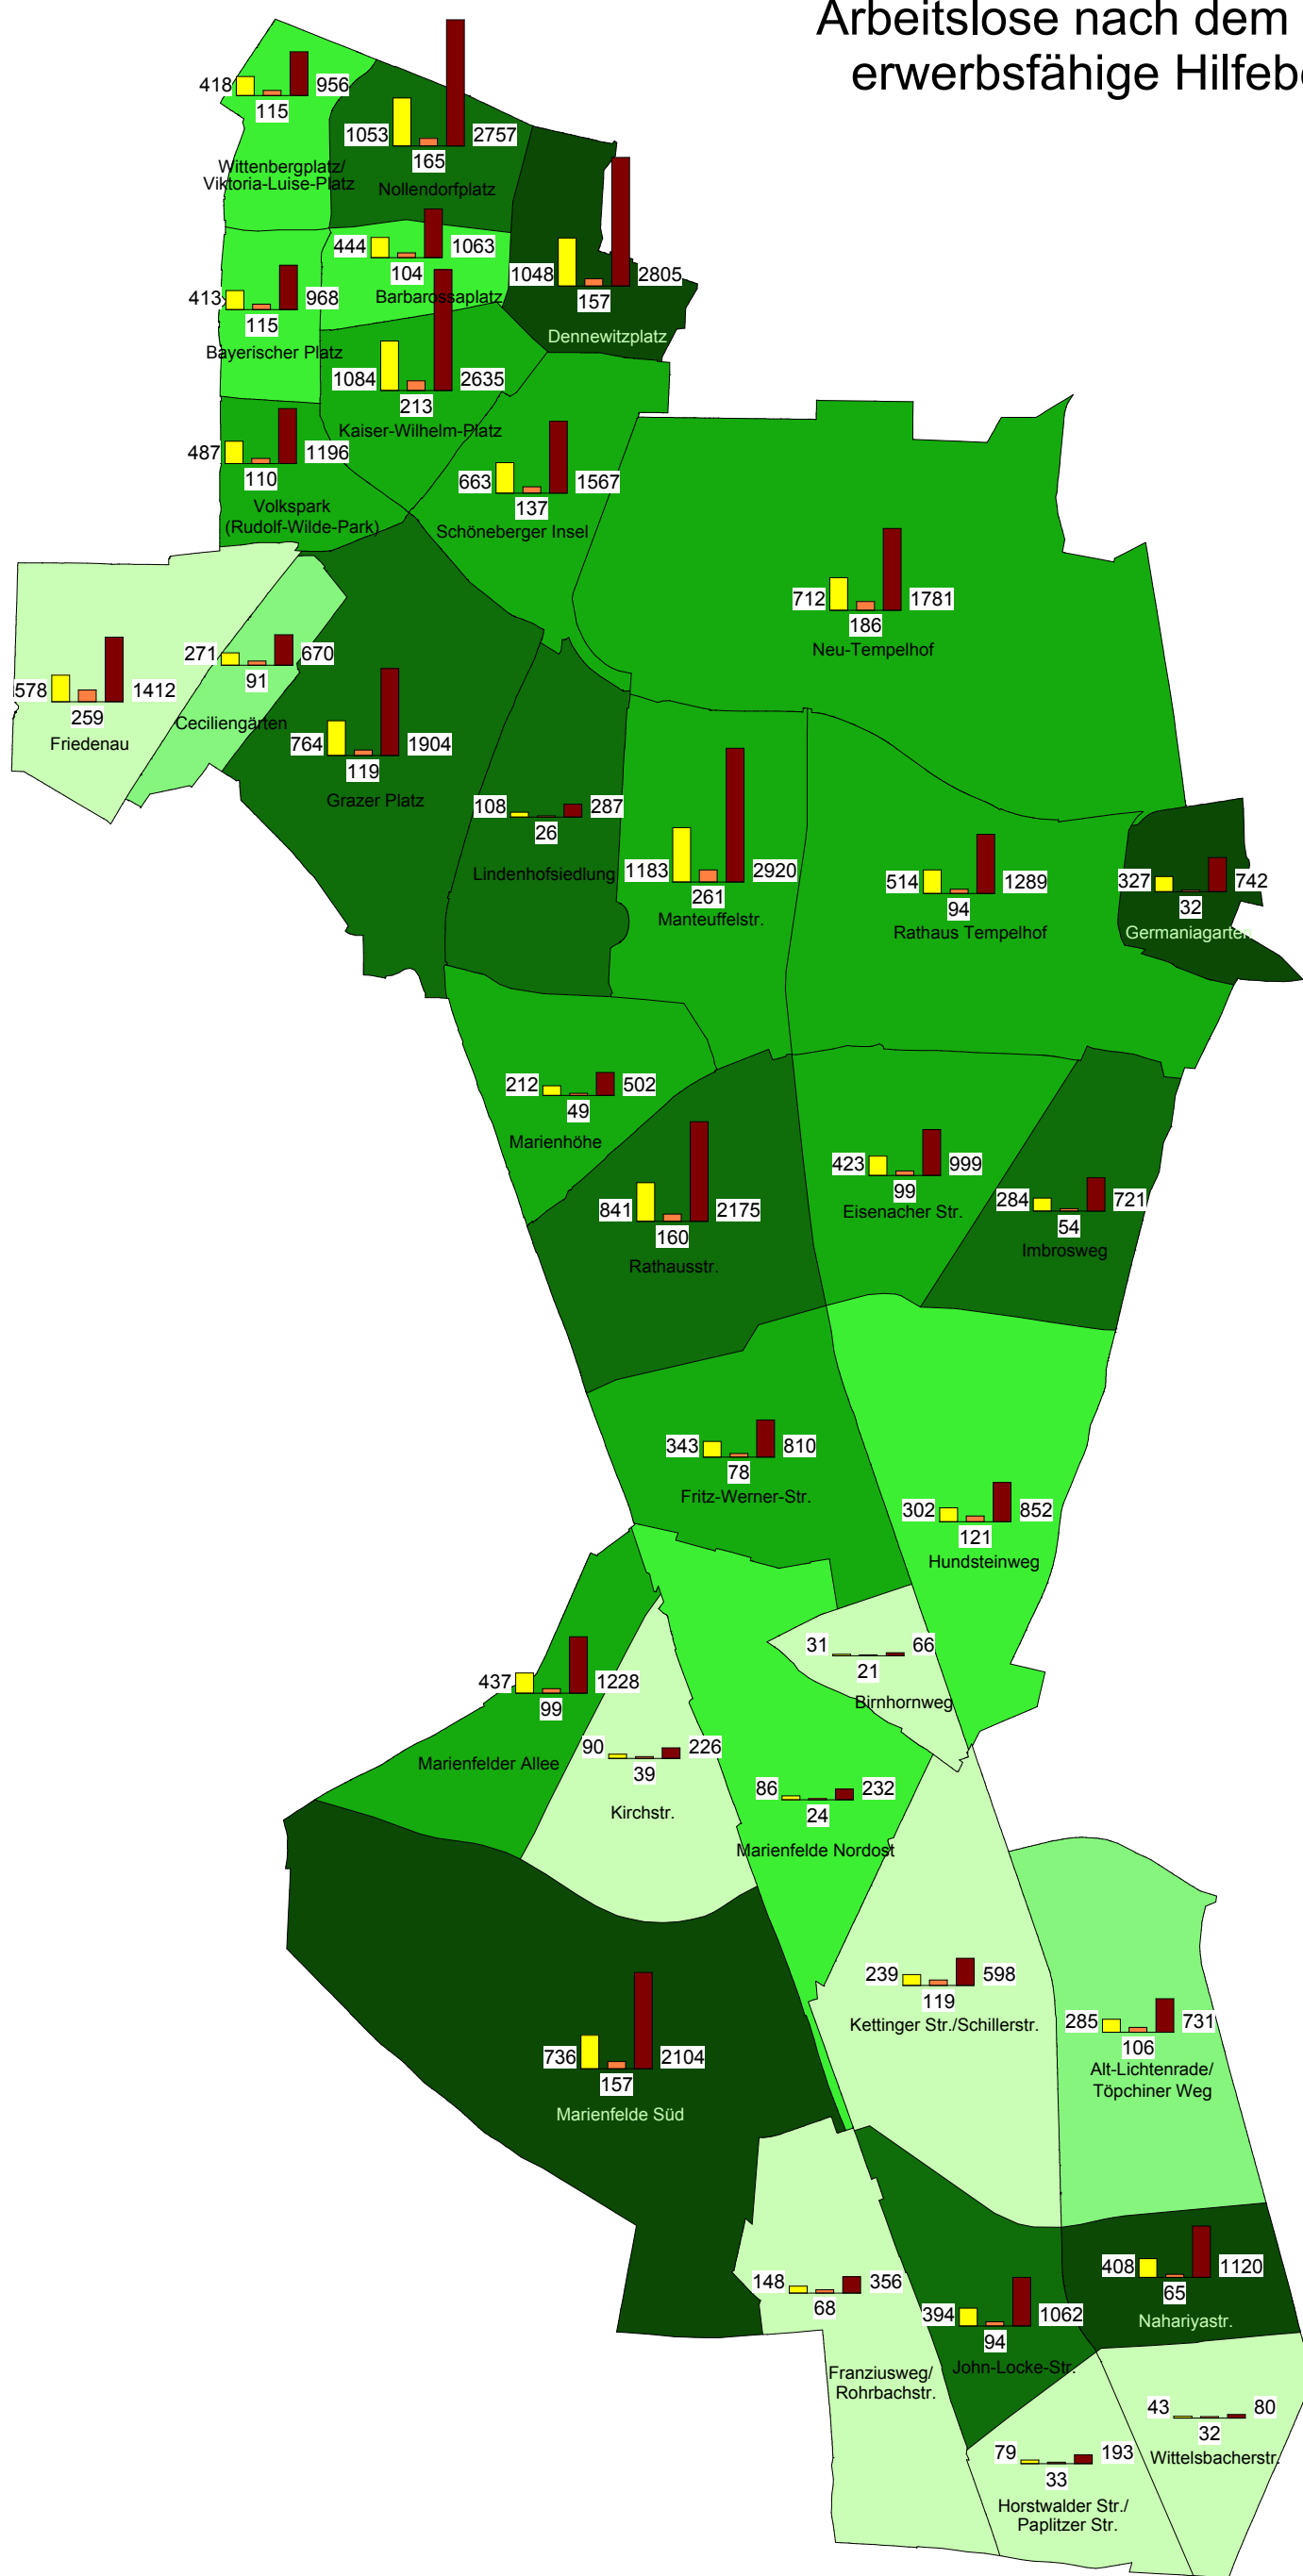 Arbeitslose nach dem
erwerbsfähige Hilfebe
418 956
115
Wittenbergplatz/
Viktoria-Luise-Platz
1053 2757
165
Nollendorfplatz
444 1063
104
Barbarossaplatz
1048 2805
157
Dennewitzplatz
413 968
115
Bayerischer Platz
1084 2635
213
Kaiser-Wilhelm-Platz
487 1196
110
Volkspark
(Rudolf-Wilde-Park)
663 1567
137
Schöneberger Insel
712 1781
186
Neu-Tempelhof
578 1412
259
Friedenau
271 670
91
Ceciliengärten
764 1904
119
Grazer Platz
108 287
26
Lindenhofsiedlung
1183 2920
261
Manteuffelstr.
514 1289
94
Rathaus Tempelhof
327 742
32
Germaniagarten
212 502
49
Marienhöhe
841 2175
160
Rathausstr.
423 999
99
Eisenacher Str.
284 721
54
Imbrosweg
343 810
78
Fritz-Werner-Str.
302 852
121
Hundsteinweg
31 66
21
Birnhornweg
437 1228
99
Marienfelder Allee
90 226
39
Kirchstr.
86 232
24
Marienfelde Nordost
239 598
119
Kettinger Str./Schillerstr.
285 731
106
Alt-Lichtenrade/
Töpchiner Weg
736 2104
157
Marienfelde Süd
148 356
68
Franziusweg/
Rohrbachstr.
394 1062
94
John-Locke-Str.
408 1120
65
Nahariyastr.
43 80
32
Wittelsbacherstr.
79 193
33
Horstwalder Str./
Paplitzer Str.